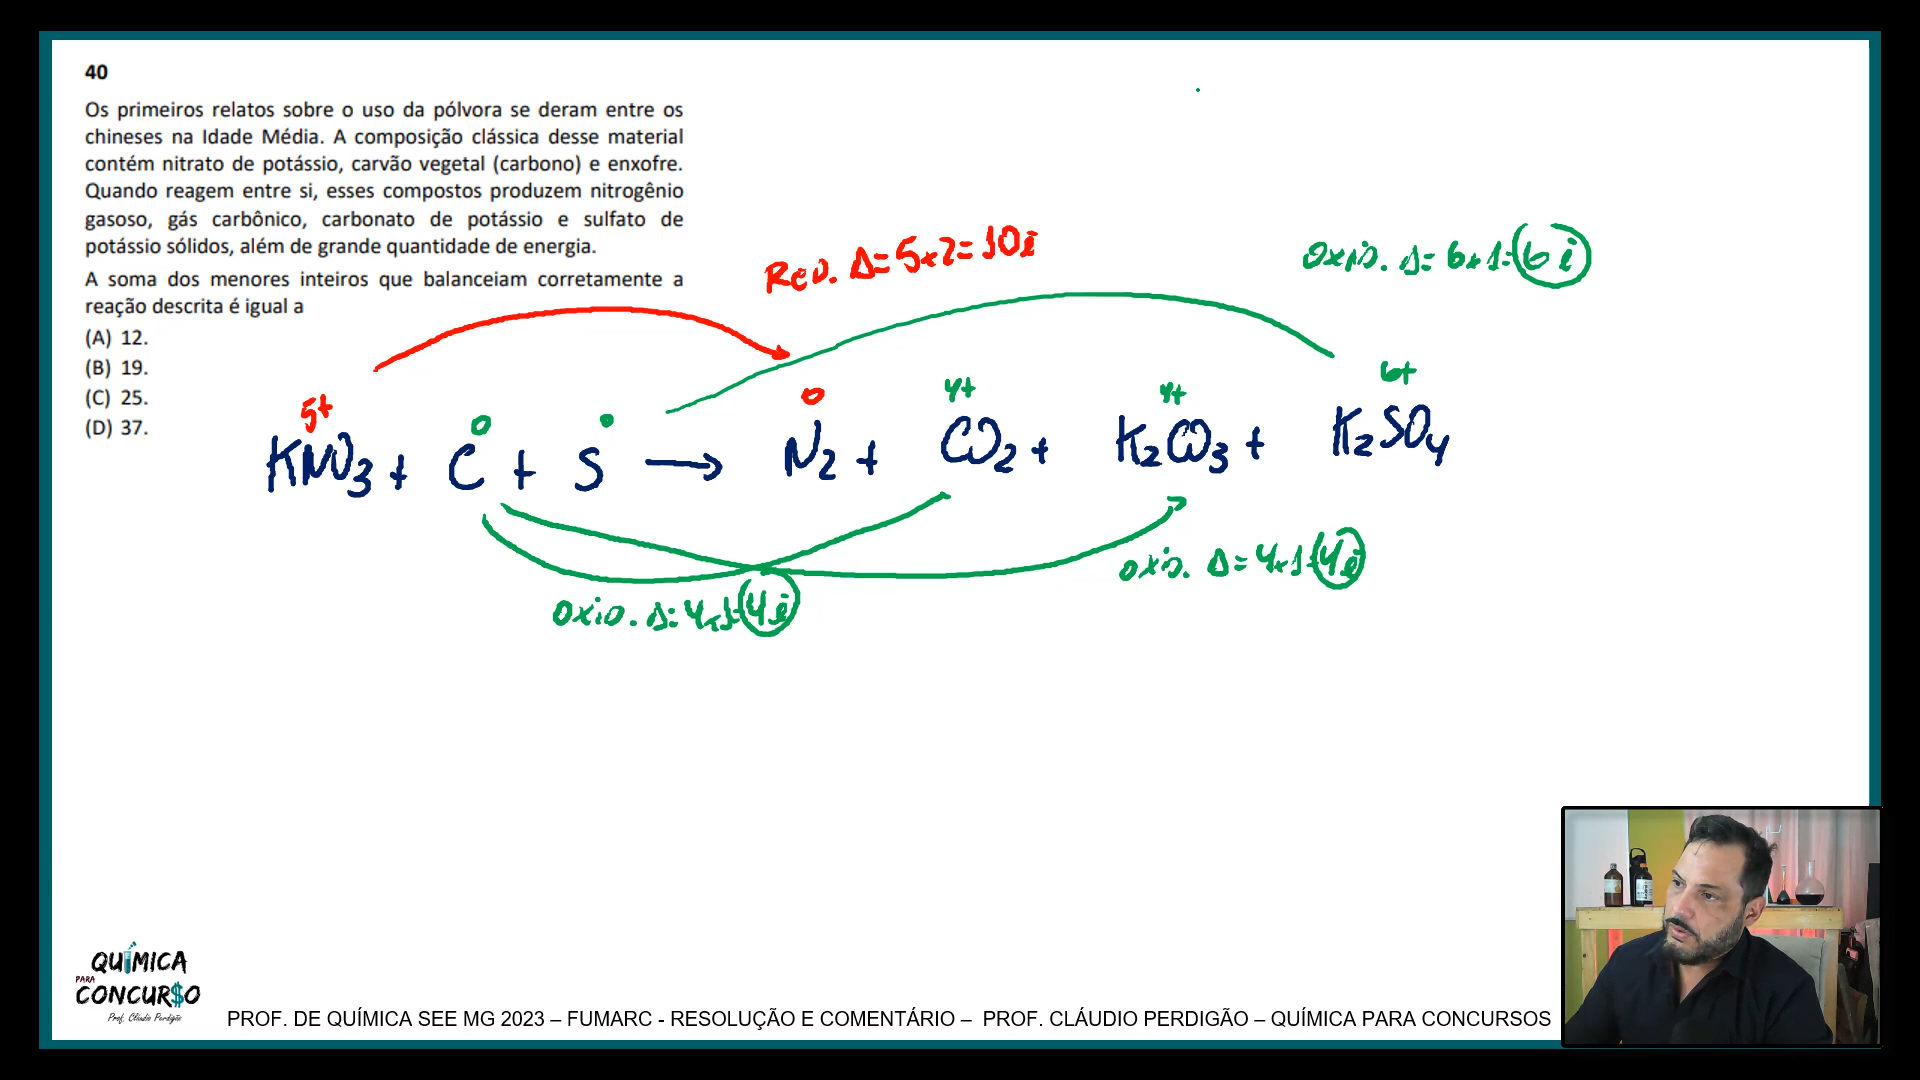 40
Os primeiros relatos sobre o uso da pólvora se deram entre os
chineses na Idade Média. A composição clássica desse material
contém nitrato de potássio, carvão vegetal (carbono) e enxofre.
Quando reagem entre si, esses compostos produzem nitrogênio
gasoso, gás carbônico, carbonato de potássio e sulfato de
potássio sólidos, além de grande quantidade de energia.
A soma dos menores inteiros que balanceiam corretamente a
reação descrita é igual a
(A) 12.
(B) 19.
(C) 25.
(D) 37.
RED. Δ=5x2=10ē
OXID. Δ=6x1=6ē
5+ 0 0 0 4+ 4+ 6+
KNO3 + C + S → N2 + CO2 + K2CO3 + K2SO4
OXID. Δ=4x1=4ē
OXID. Δ=4x1=4ē
QUÍMICA
PARA
CONCUR$O
Prof. Cláudio Perdigão
PROF. DE QUÍMICA SEE MG 2023 – FUMARC - RESOLUÇÃO E COMENTÁRIO – PROF. CLÁUDIO PERDIGÃO – QUÍMICA PARA CONCURSOS